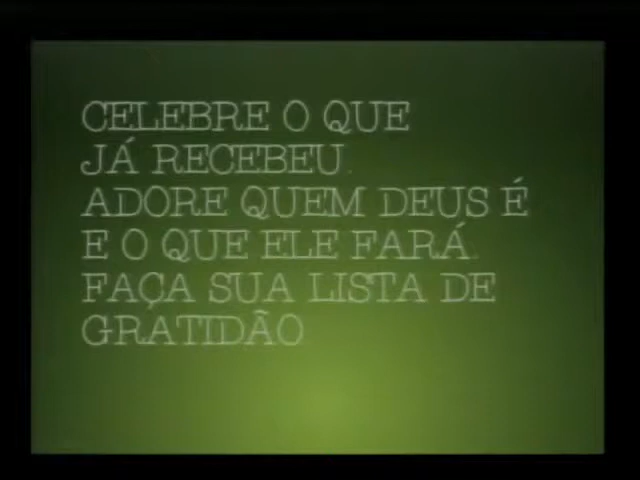 CELEBRE O QUE
JÁ RECEBEU.
ADORE QUEM DEUS É
E O QUE ELE FARÁ.
FAÇA SUA LISTA DE
GRATIDÃO